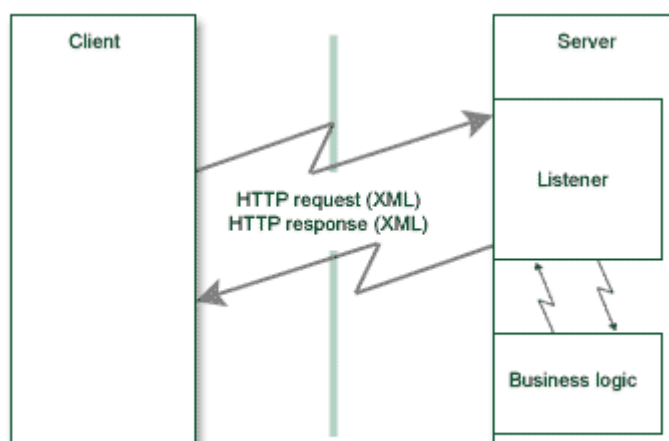 Client
Server
Listener
HTTP request (XML)
HTTP response (XML)
Business logic